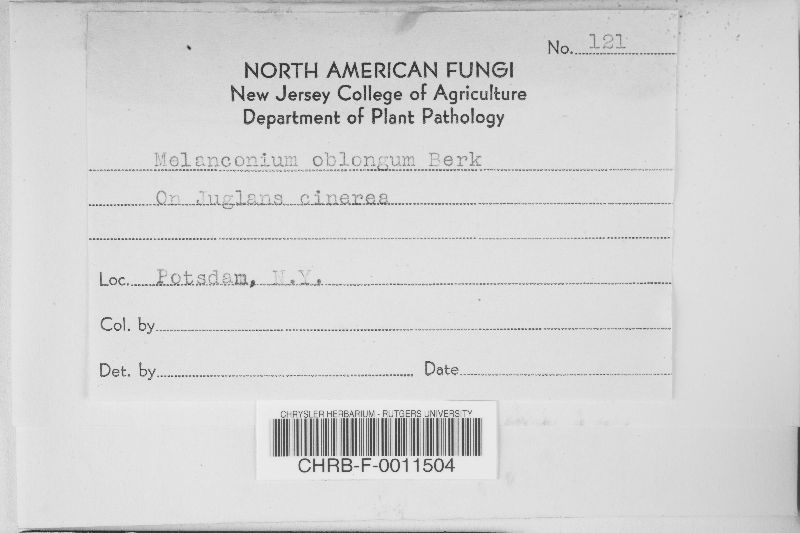 No. 121
NORTH AMERICAN FUNGI
New Jersey College of Agriculture
Department of Plant Pathology
Melanconium oblongum Berk
On Juglans cinerea
Loc. Potsdam, N.Y.
Col. by
Det. by Date
CHRYSLER HERBARIUM - RUTGERS UNIVERSITY
CHRB-F-0011504